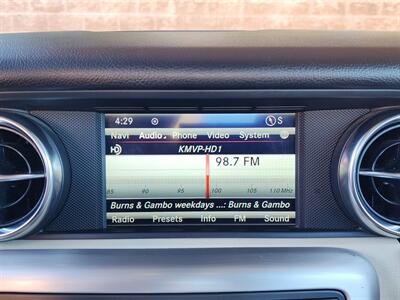 4:29 S
Navi Audio Phone Video System
HD KMVP-HD1
98.7 FM
85 90 95 100 105 110 MHz
Burns & Gambo weekdays ...: Burns & Gambo
Radio Presets Info FM Sound